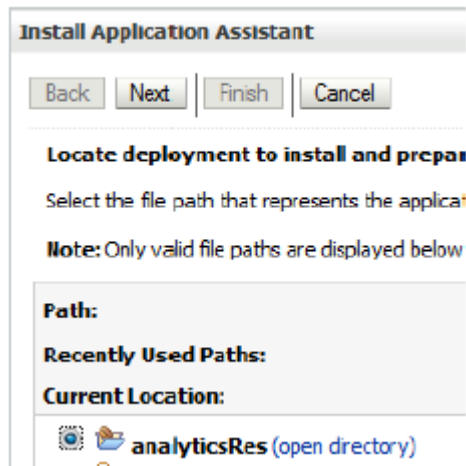 Install Application Assistant
Back Next Finish Cancel
Locate deployment to install and prepar
Select the file path that represents the applicat
Note: Only valid file paths are displayed below
Path:
Recently Used Paths:
Current Location:
analyticsRes (open directory)